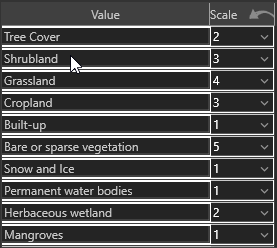 Value Scale
Tree Cover 2
Shrubland 3
Grassland 4
Cropland 3
Built-up 1
Bare or sparse vegetation 5
Snow and Ice 1
Permanent water bodies 1
Herbaceous wetland 2
Mangroves 1